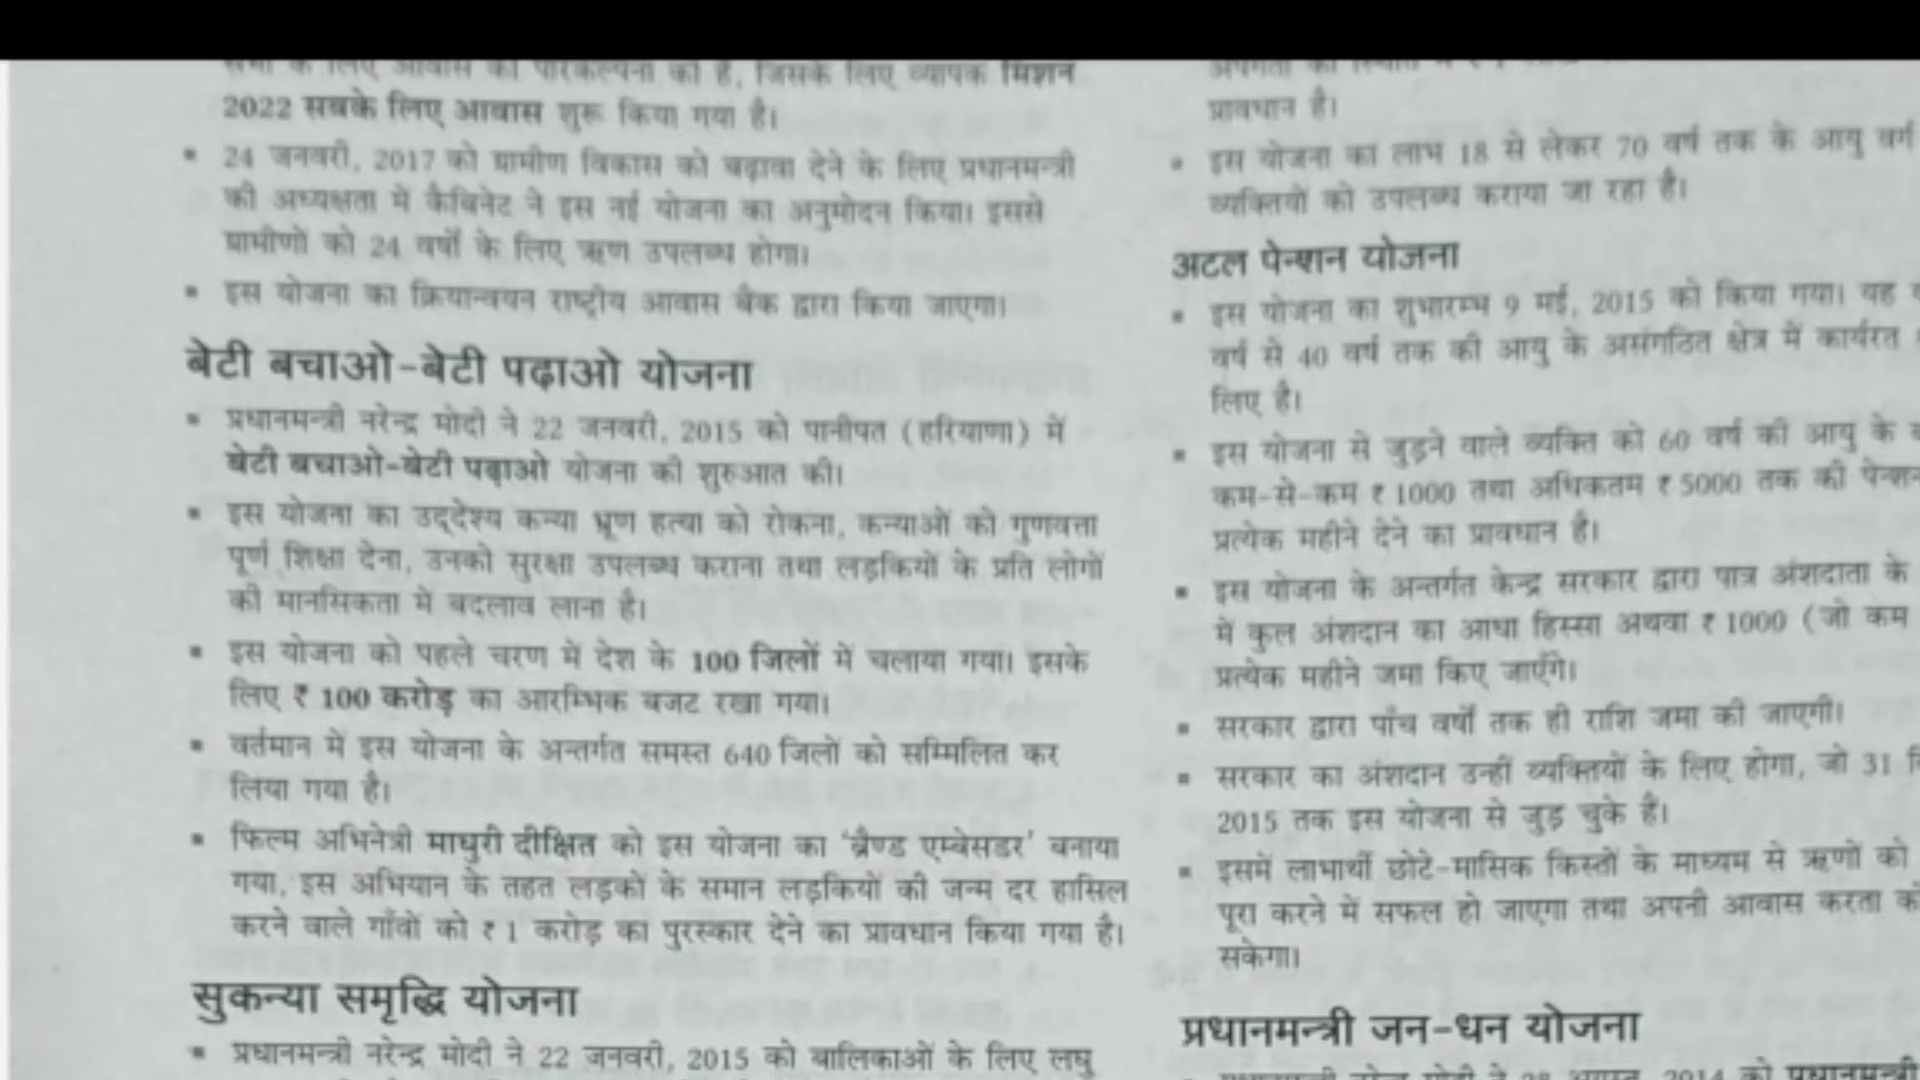 सभी के लिए आवास की परिकल्पना की है, जिसके लिए व्यापक मिशन
2022 सबके लिए आवास शुरू किया गया है।
▪ 24 जनवरी, 2017 को ग्रामीण विकास को बढ़ावा देने के लिए प्रधानमन्त्री
की अध्यक्षता में कैबिनेट ने इस नई योजना का अनुमोदन किया। इससे
ग्रामीणों को 24 वर्षों के लिए ऋण उपलब्ध होगा।
▪ इस योजना का क्रियान्वयन राष्ट्रीय आवास बैंक द्वारा किया जाएगा।
बेटी बचाओ-बेटी पढ़ाओ योजना
▪ प्रधानमन्त्री नरेन्द्र मोदी ने 22 जनवरी, 2015 को पानीपत (हरियाणा) में
बेटी बचाओ-बेटी पढ़ाओ योजना की शुरुआत की।
▪ इस योजना का उद्देश्य कन्या भ्रूण हत्या को रोकना, कन्याओं को गुणवत्ता
पूर्ण शिक्षा देना, उनको सुरक्षा उपलब्ध कराना तथा लड़कियों के प्रति लोगों
की मानसिकता में बदलाव लाना है।
▪ इस योजना को पहले चरण में देश के 100 जिलों में चलाया गया। इसके
लिए ₹ 100 करोड़ का आरम्भिक बजट रखा गया।
▪ वर्तमान में इस योजना के अन्तर्गत समस्त 640 जिलों को सम्मिलित कर
लिया गया है।
▪ फिल्म अभिनेत्री माधुरी दीक्षित को इस योजना का 'ब्रैण्ड एम्बेसडर' बनाया
गया, इस अभियान के तहत लड़कों के समान लड़कियों की जन्म दर हासिल
करने वाले गाँवों को ₹ 1 करोड़ का पुरस्कार देने का प्रावधान किया गया है।
सुकन्या समृद्धि योजना
▪ प्रधानमन्त्री नरेन्द्र मोदी ने 22 जनवरी, 2015 को बालिकाओं के लिए लघु
प्रावधान है।
▪ इस योजना का लाभ 18 से लेकर 70 वर्ष तक के आयु वर्ग
व्यक्तियों को उपलब्ध कराया जा रहा है।
अटल पेन्शन योजना
▪ इस योजना का शुभारम्भ 9 मई, 2015 को किया गया। यह
वर्ष से 40 वर्ष तक की आयु के असंगठित क्षेत्र में कार्यरत
लिए है।
▪ इस योजना से जुड़ने वाले व्यक्ति को 60 वर्ष की आयु के
कम-से-कम ₹ 1000 तथा अधिकतम ₹ 5000 तक की पेन्शन
प्रत्येक महीने देने का प्रावधान है।
▪ इस योजना के अन्तर्गत केन्द्र सरकार द्वारा पात्र अंशदाता के
में कुल अंशदान का आधा हिस्सा अथवा ₹ 1000 (जो कम
प्रत्येक महीने जमा किए जाएँगे।
▪ सरकार द्वारा पाँच वर्षों तक ही राशि जमा की जाएगी।
▪ सरकार का अंशदान उन्हीं व्यक्तियों के लिए होगा, जो 31
2015 तक इस योजना से जुड़ चुके हैं।
▪ इसमें लाभार्थी छोटे-मासिक किस्तों के माध्यम से ऋणों को
पूरा करने में सफल हो जाएगा तथा अपनी आवास करता को
सकेगा।
प्रधानमन्त्री जन-धन योजना